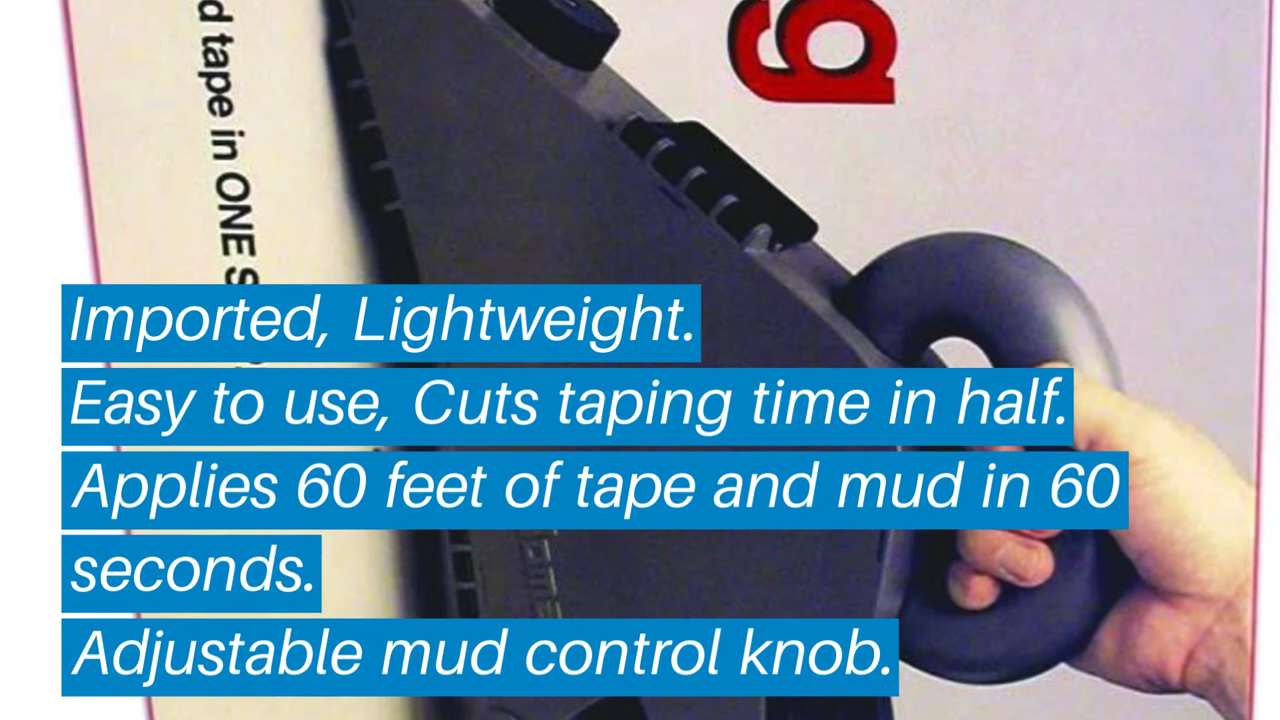 g
d tape in ONE S
Imported, Lightweight.
Easy to use, Cuts taping time in half.
Applies 60 feet of tape and mud in 60
seconds.
Adjustable mud control knob.